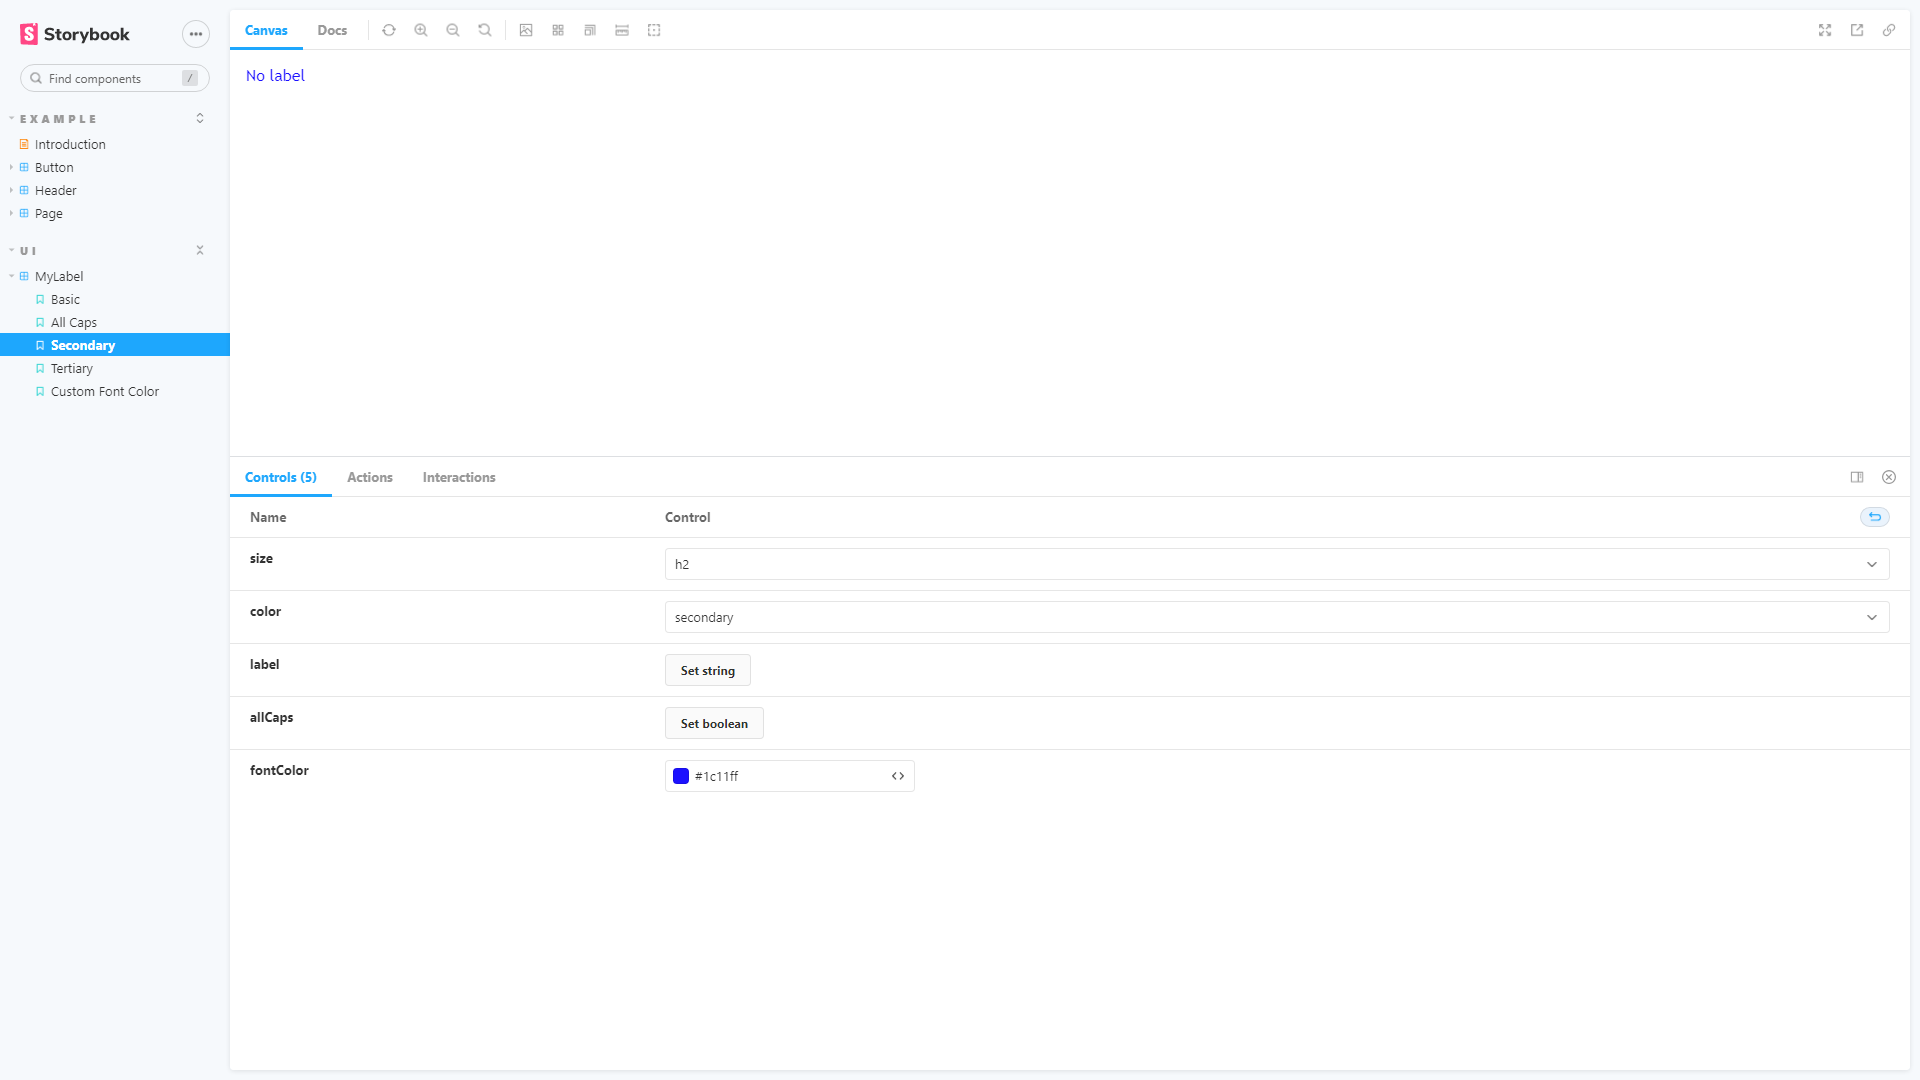 Storybook
Find components /
EXAMPLE
Introduction
Button
Header
Page
UI
MyLabel
Basic
All Caps
Secondary
Tertiary
Custom Font Color
Canvas Docs
No label
Controls (5) Actions Interactions
Name Control
size h2
color secondary
label Set string
allCaps Set boolean
fontColor #1c11ff